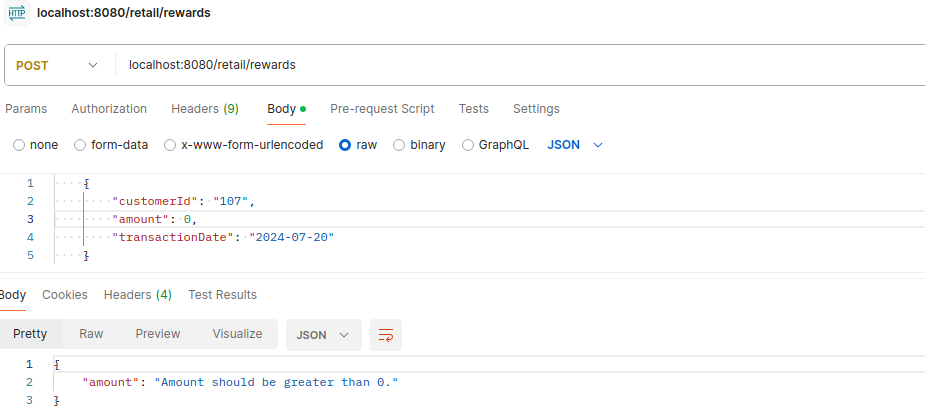 HTTP localhost:8080/retail/rewards
POST localhost:8080/retail/rewards
Params Authorization Headers (9) Body Pre-request Script Tests Settings
none form-data x-www-form-urlencoded raw binary GraphQL JSON
1 {
2 "customerId": "107",
3 "amount": 0,
4 "transactionDate": "2024-07-20"
5 }
Body Cookies Headers (4) Test Results
Pretty Raw Preview Visualize JSON
1 {
2 "amount": "Amount should be greater than 0."
3 }